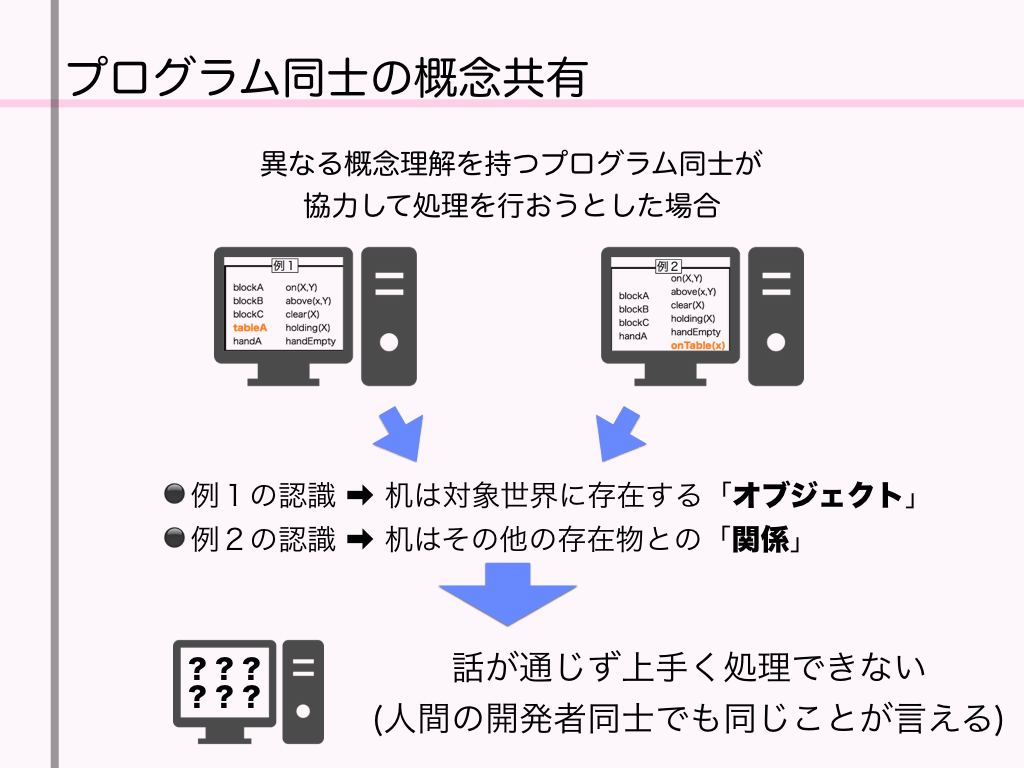 プログラム同士の概念共有
異なる概念理解を持つプログラム同士が
協力して処理を行おうとした場合
例１
blockA on(X,Y)
blockB above(x,Y)
blockC clear(X)
tableA holding(X)
handA handEmpty
例２
on(X,Y)
above(x,Y)
clear(X)
holding(X)
handEmpty
onTable(x)
blockA
blockB
blockC
handA
●例１の認識 ➡ 机は対象世界に存在する「オブジェクト」
●例２の認識 ➡ 机はその他の存在物との「関係」
？？？
？？？
話が通じず上手く処理できない
(人間の開発者同士でも同じことが言える)